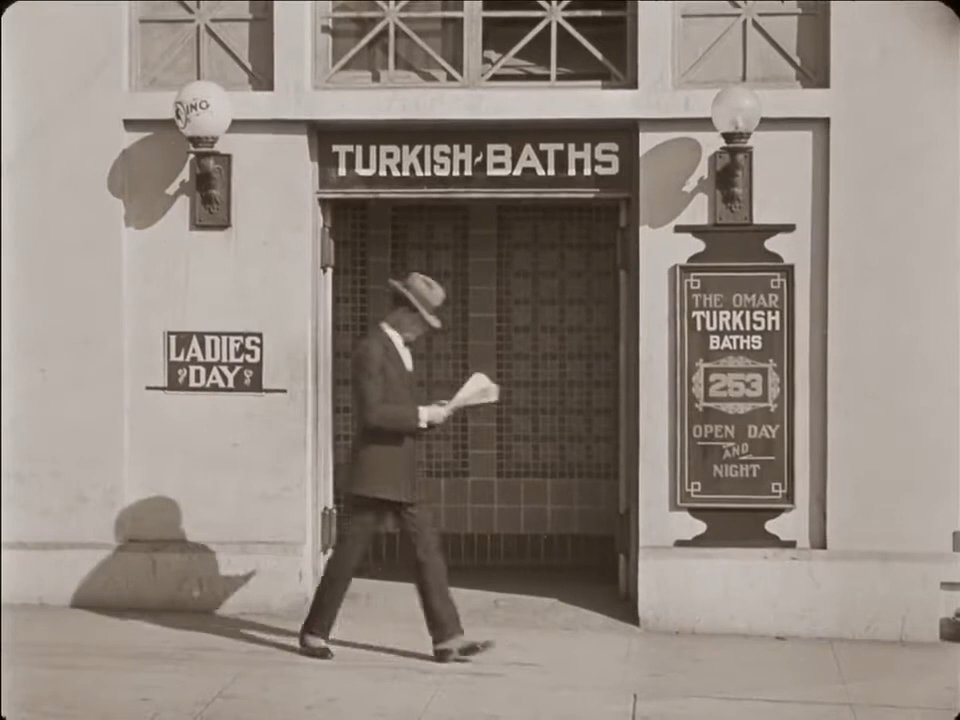 TURKISH-BATHS
LADIES
DAY
THE OMAR
TURKISH
BATHS
253
OPEN DAY
AND
NIGHT